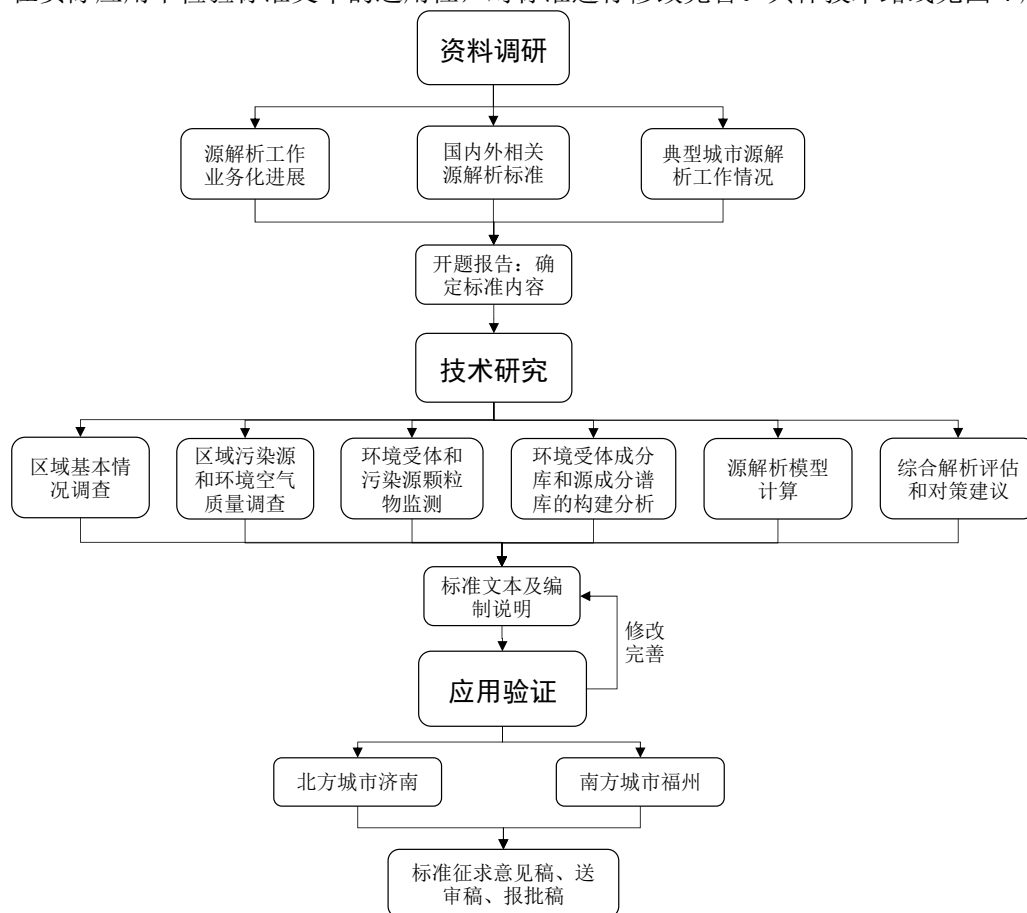 资料调研
源解析工作
业务化进展
国内外相关
源解析标准
典型城市源解
析工作情况
开题报告：确
定标准内容
技术研究
区域基本情
况调查
区域污染源
和环境空气
质量调查
环境受体和
污染源颗粒
物监测
环境受体成分
库和源成分谱
库的构建分析
源解析模型
计算
综合解析评估
和对策建议
标准文本及编
制说明
修改
完善
应用验证
北方城市济南
南方城市福州
标准征求意见稿、送
审稿、报批稿